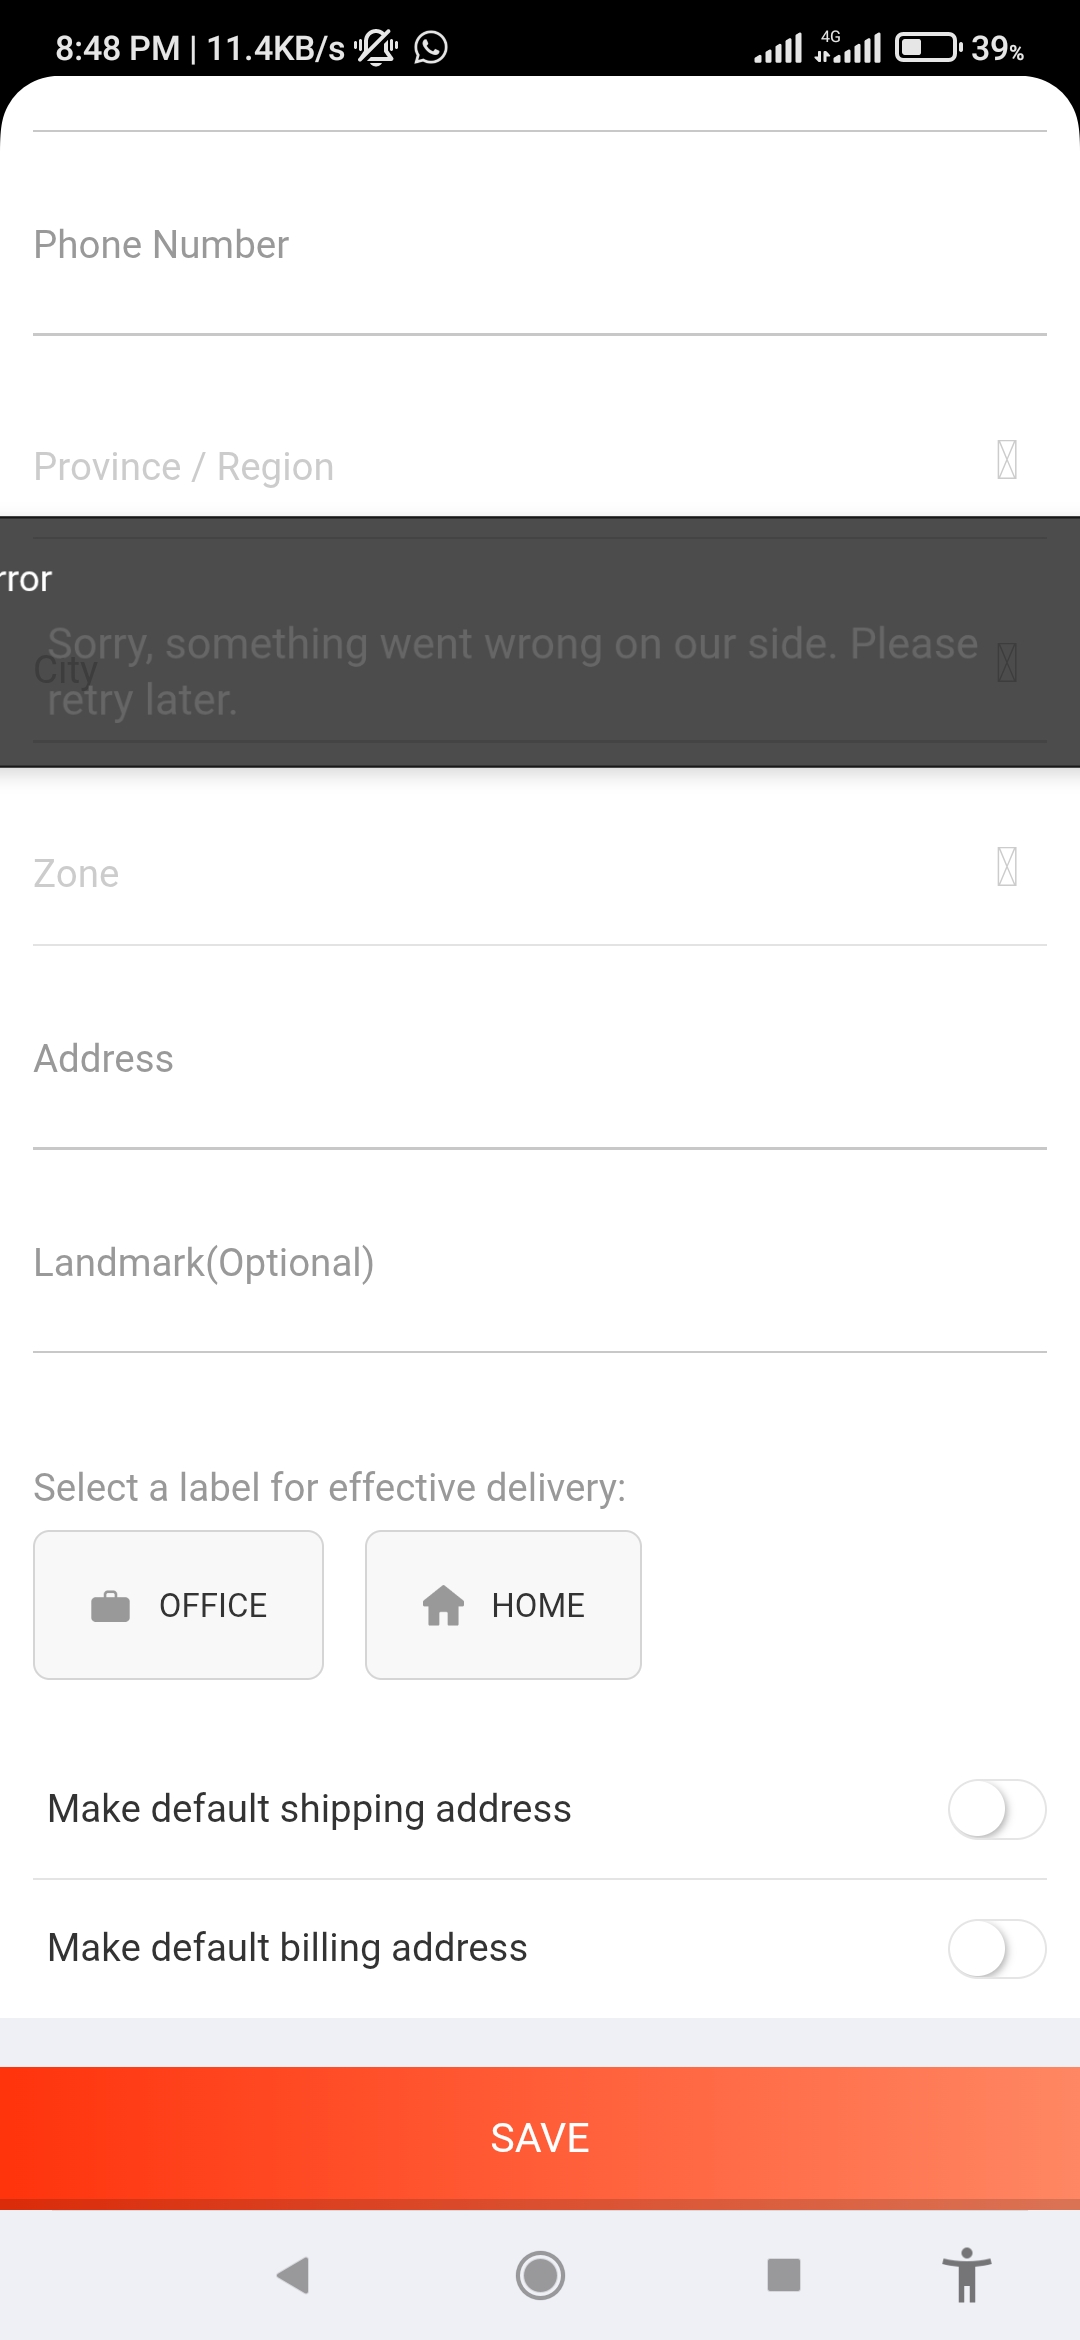 8:48 PM | 11.4KB/s 4G 39%
Phone Number
Province / Region
rror
Sorry, something went wrong on our side. Please
City
retry later.
Zone
Address
Landmark(Optional)
Select a label for effective delivery:
OFFICE HOME
Make default shipping address
Make default billing address
SAVE